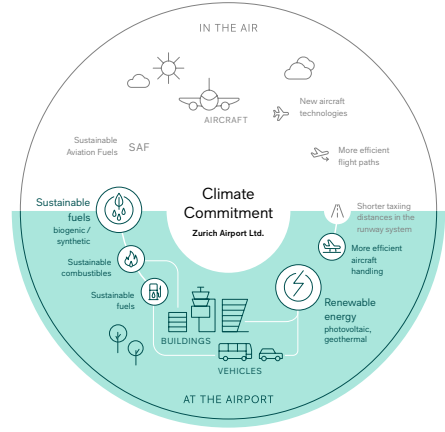 IN THE AIR
AIRCRAFT
New aircraft
technologies
Sustainable
Aviation Fuels
SAF
More efficient
flight paths
Climate
Commitment
Zurich Airport Ltd.
Sustainable
fuels
biogenic /
synthetic
Shorter taxiing
distances in the
runway system
More efficient
aircraft
handling
Sustainable
combustibles
Sustainable
fuels
Renewable
energy
photovoltaic,
geothermal
BUILDINGS
VEHICLES
AT THE AIRPORT